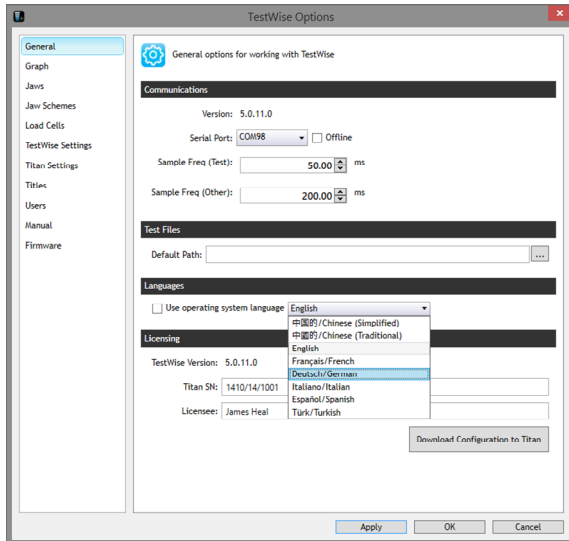 TestWise Options
General
Graph
Jaws
Jaw Schemes
Load Cells
TestWise Settings
Titan Settings
Titles
Users
Manual
Firmware
General options for working with TestWise
Communications
Version: 5.0.11.0
Serial Port: COM98 Offline
Sample Freq (Test): 50.00 ms
Sample Freq (Other): 200.00 ms
Test Files
Default Path: ...
Languages
Use operating system language English
中国的/Chinese (Simplified)
中國的/Chinese (Traditional)
English
Français/French
Deutsch/German
Italiano/Italian
Español/Spanish
Türk/Turkish
Licensing
TestWise Version: 5.0.11.0
Titan SN: 1410/14/1001
Licensee: James Heal
Download Configuration to Titan
Apply OK Cancel